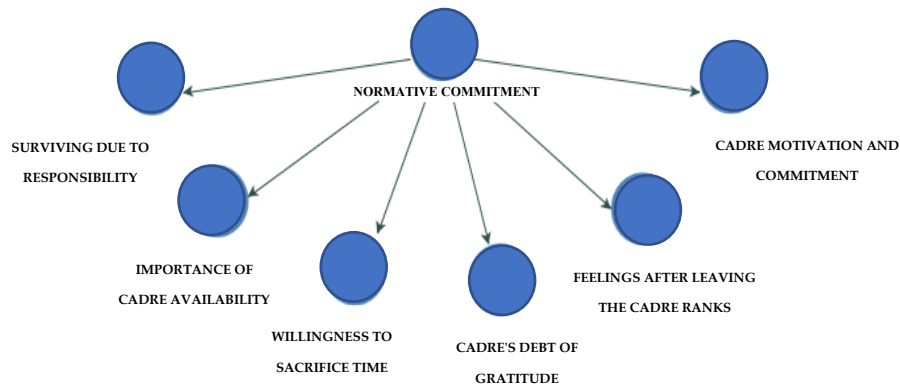 NORMATIVE COMMITMENT
SURVIVING DUE TO
RESPONSIBILITY
IMPORTANCE OF
CADRE AVAILABILITY
WILLINGNESS TO
SACRIFICE TIME
CADRE'S DEBT OF
GRATITUDE
FEELINGS AFTER LEAVING
THE CADRE RANKS
CADRE MOTIVATION AND
COMMITMENT